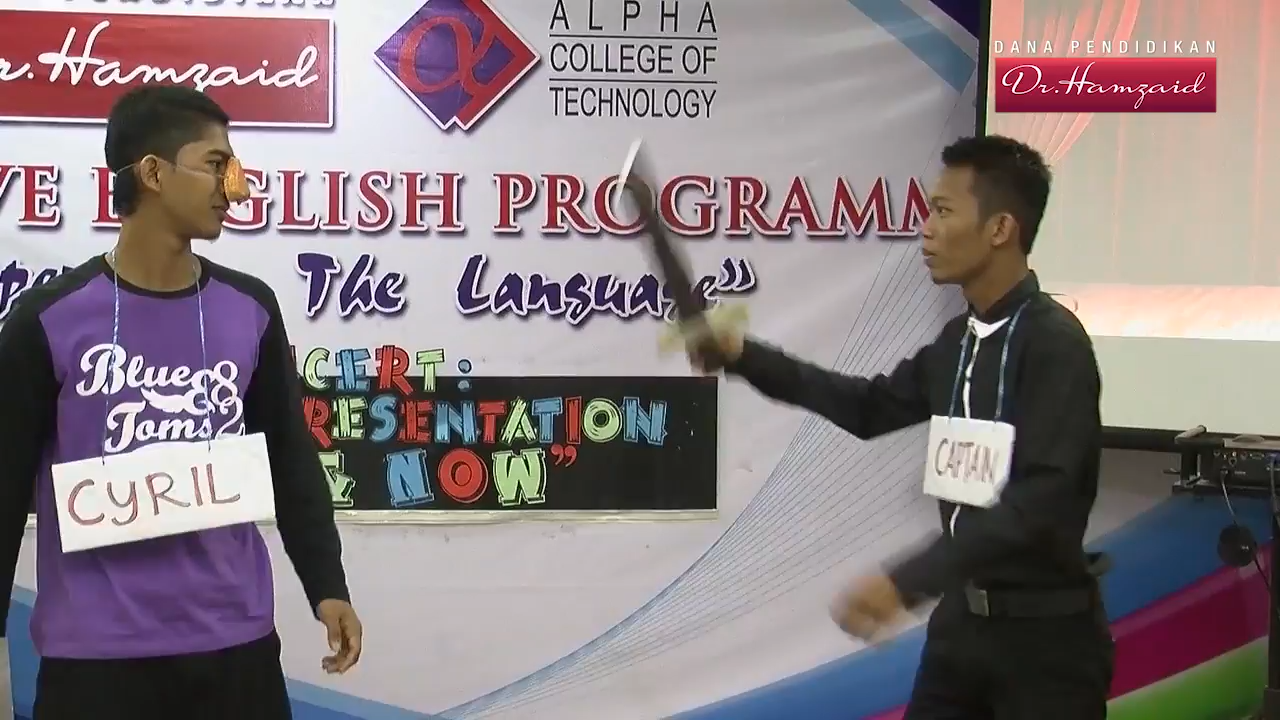 Dr.Hamzaid
ALPHA
COLLEGE OF
TECHNOLOGY
DANA PENDIDIKAN
Dr.Hamzaid
ENGLISH PROGRAMM
The Language”
CERT:
RESENTATION
& NOW”
Blue &
Toms
CYRIL
CAPTAIN